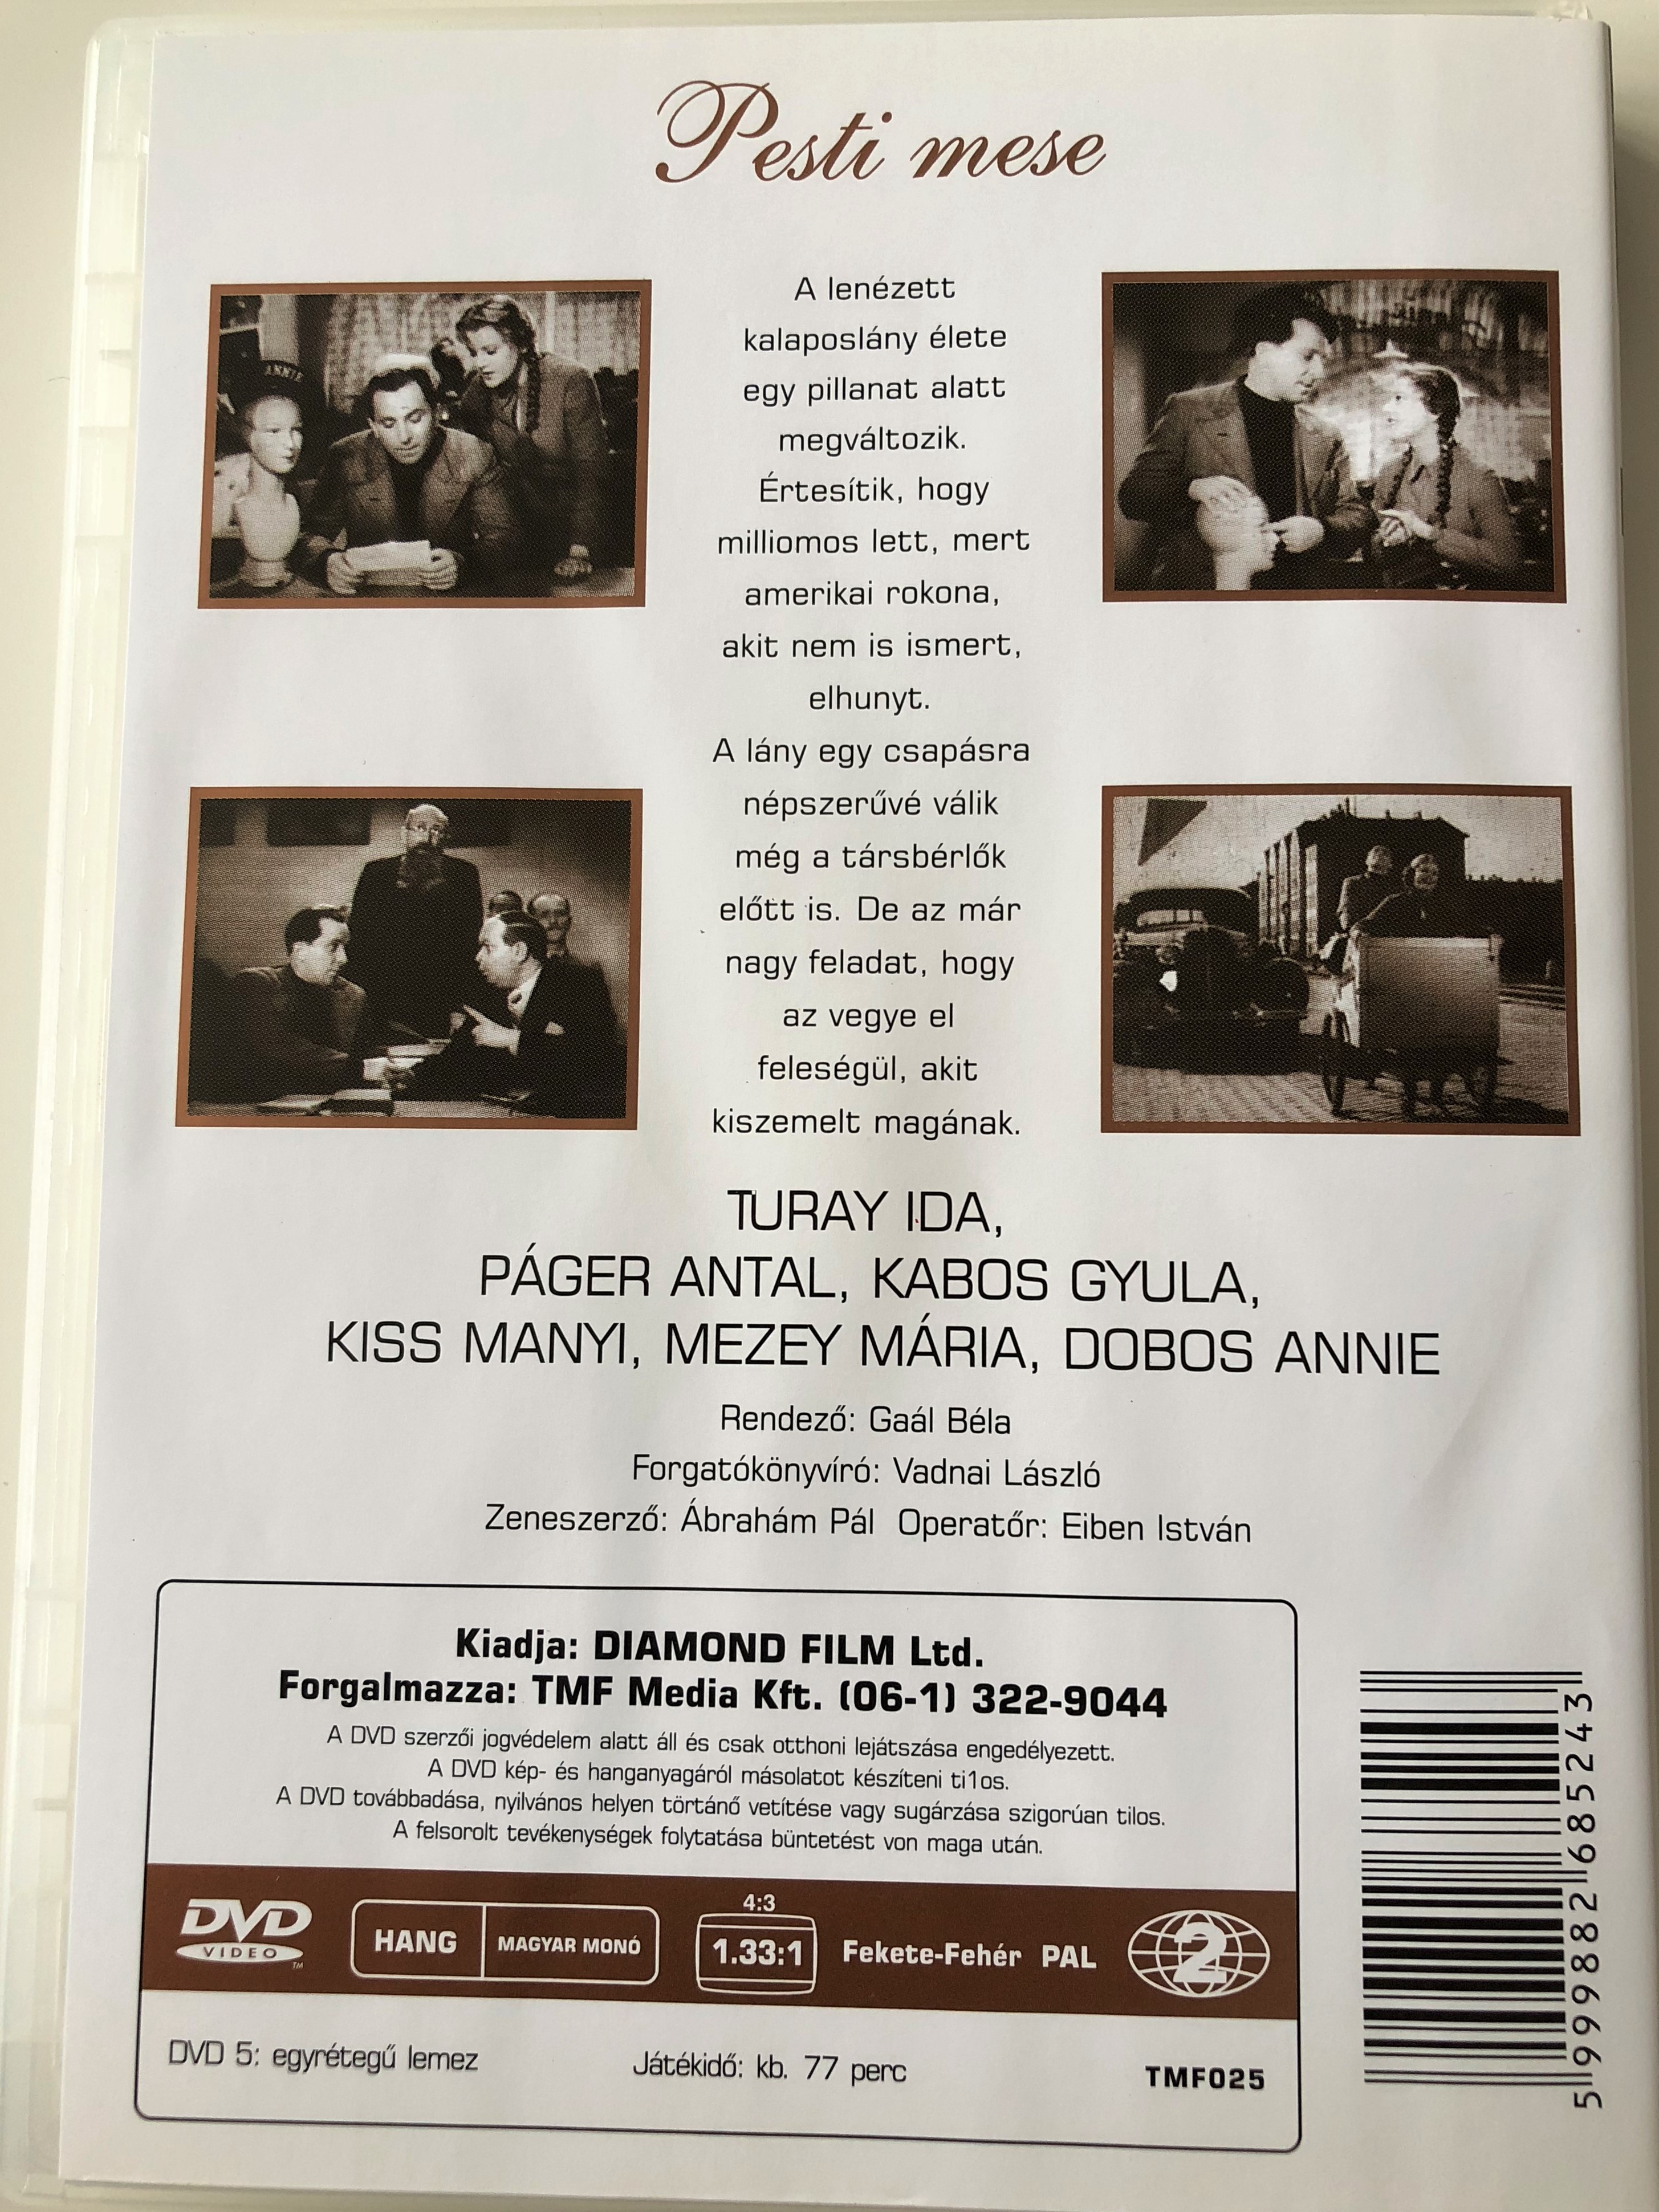 Pesti mese
ANNIE
A lenézett
kalaposlány élete
egy pillanat alatt
megváltozik.
Értesítik, hogy
milliomos lett, mert
amerikai rokona,
akit nem is ismert,
elhunyt.
A lány egy csapásra
népszerűvé válik
még a társbérlők
előtt is. De az már
nagy feladat, hogy
az vegye el
feleségül, akit
kiszemelt magának.
TURAY IDA,
PÁGER ANTAL, KABOS GYULA,
KISS MANYI, MEZEY MÁRIA, DOBOS ANNIE
Rendező: Gaál Béla
Forgatókönyvíró: Vadnai László
Zeneszerző: Ábrahám Pál Operatőr: Eiben István
Kiadja: DIAMOND FILM Ltd.
Forgalmazza: TMF Media Kft. (06-1) 322-9044
A DVD szerzői jogvédelem alatt áll és csak otthoni lejátszása engedélyezett.
A DVD kép- és hanganyagáról másolatot készíteni ti1os.
A DVD továbbadása, nyilvános helyen törtánő vetítése vagy sugárzása szigorúan tilos.
A felsorolt tevékenységek folytatása büntetést von maga után.
DVD VIDEO TM
HANG MAGYAR MONÓ
4:3
1.33:1
Fekete-Fehér PAL
2
DVD 5: egyrétegű lemez Játékidő: kb. 77 perc TMF025
5 999882 685243